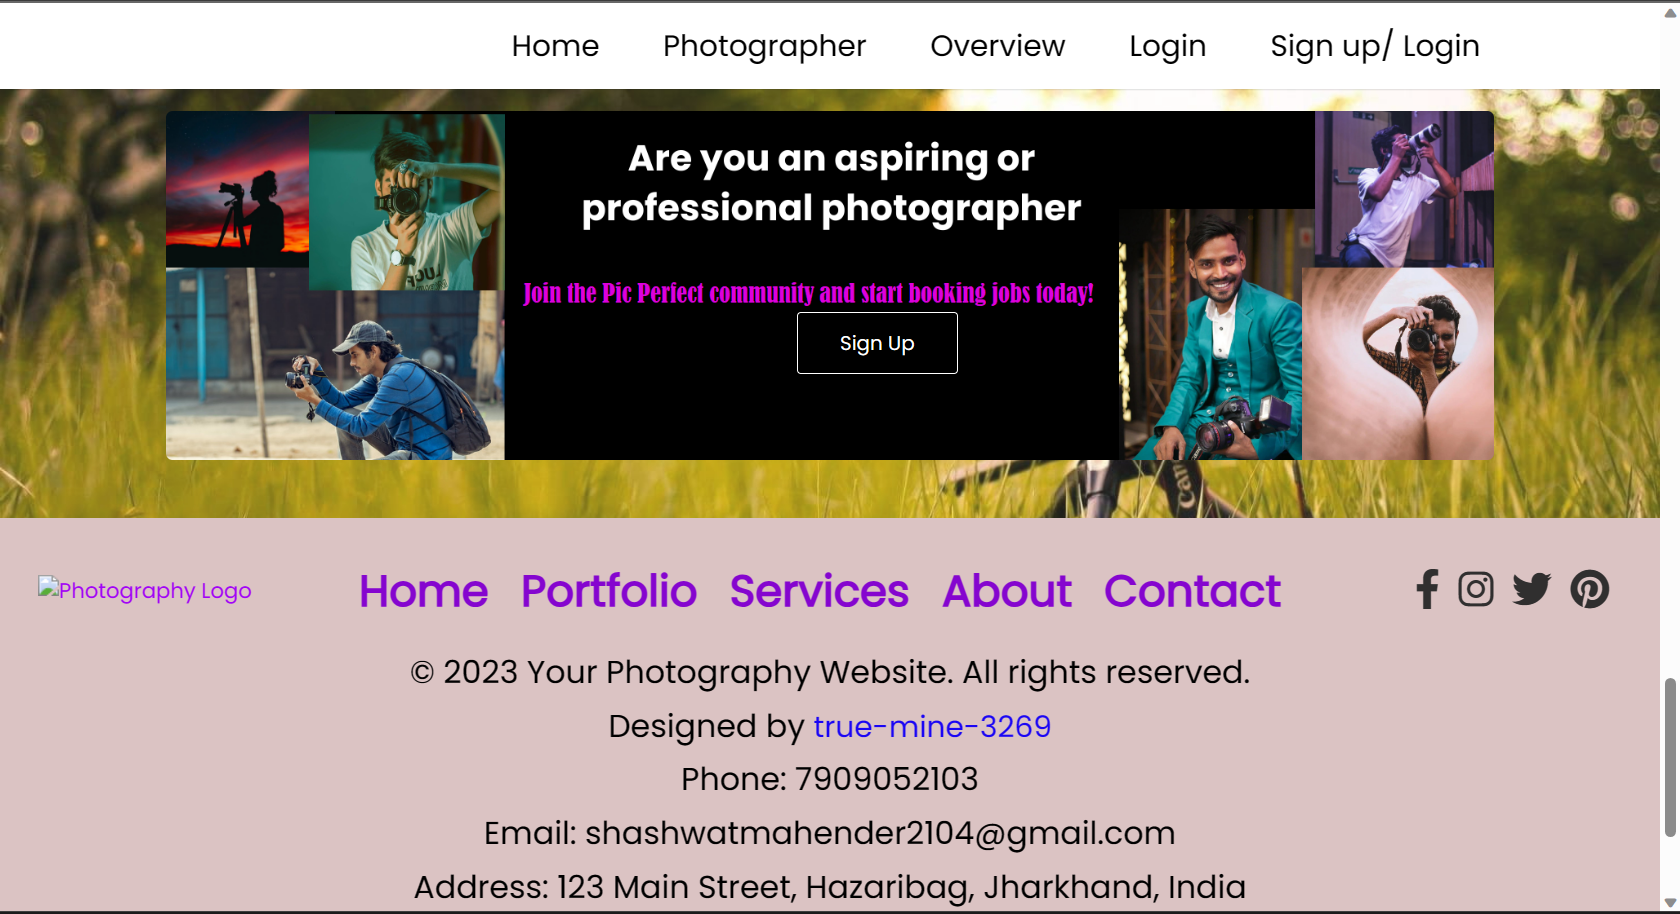 Home Photographer Overview Login Sign up/ Login
Are you an aspiring or
professional photographer
Join the Pic Perfect community and start booking jobs today!
Sign Up
Canon
Photography Logo
Home Portfolio Services About Contact
© 2023 Your Photography Website. All rights reserved.
Designed by true-mine-3269
Phone: 7909052103
Email: shashwatmahender2104@gmail.com
Address: 123 Main Street, Hazaribag, Jharkhand, India